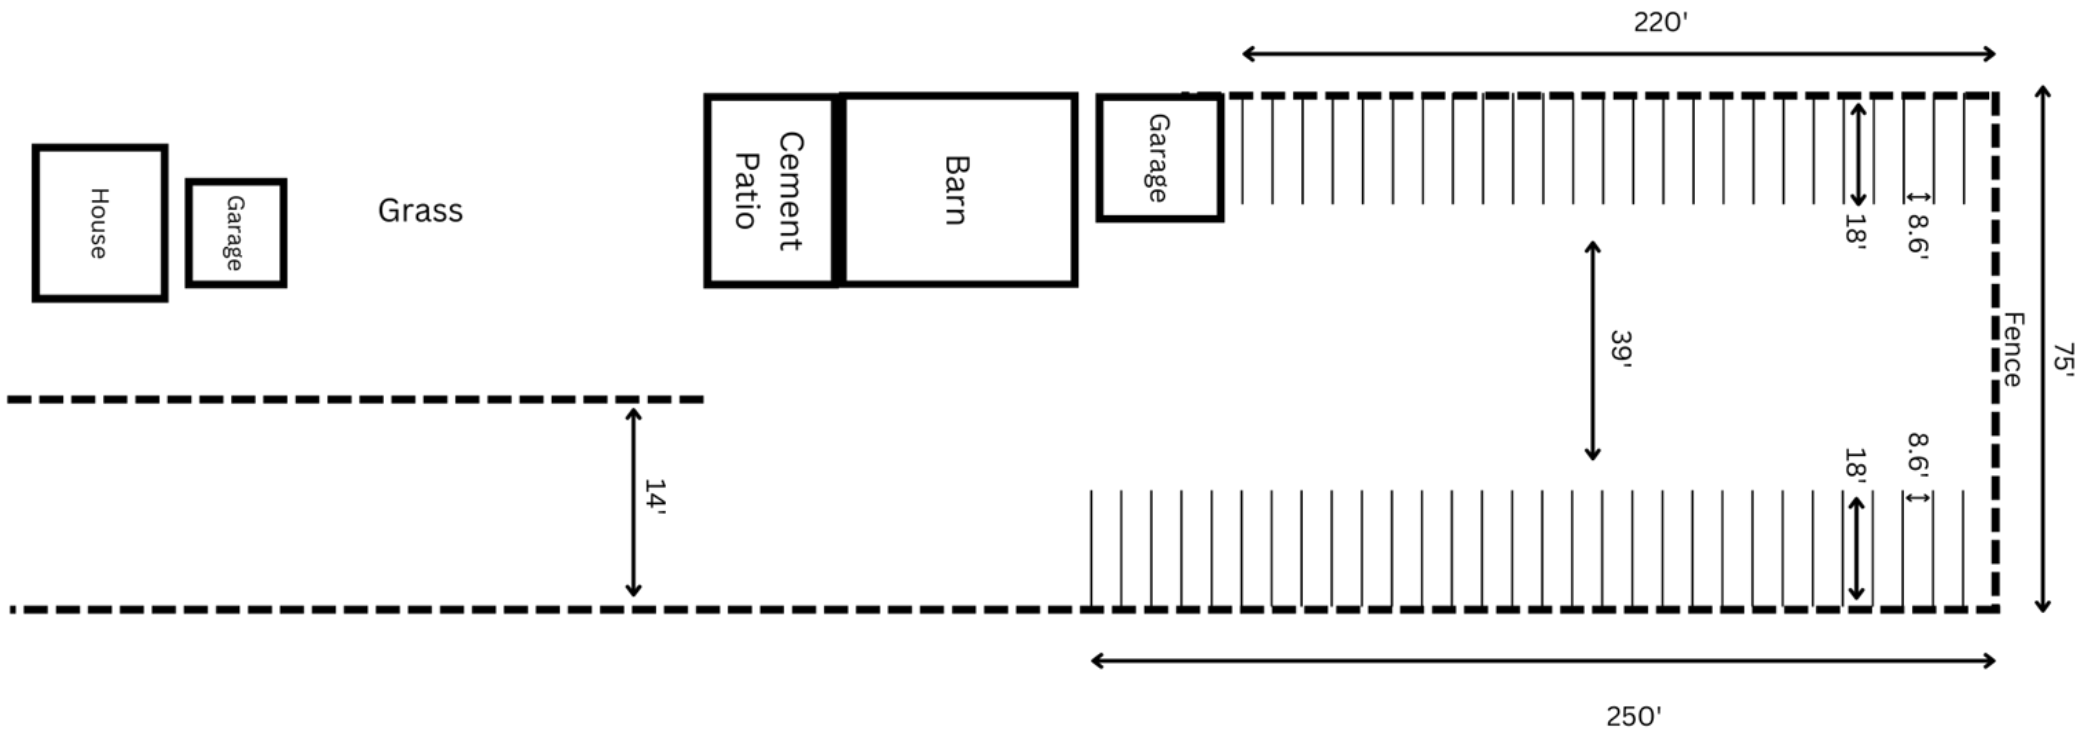 220'
House
Garage
Grass
Cement
Patio
Barn
Garage
18'
8.6'
39'
Fence
75'
14'
18'
8.6'
250'